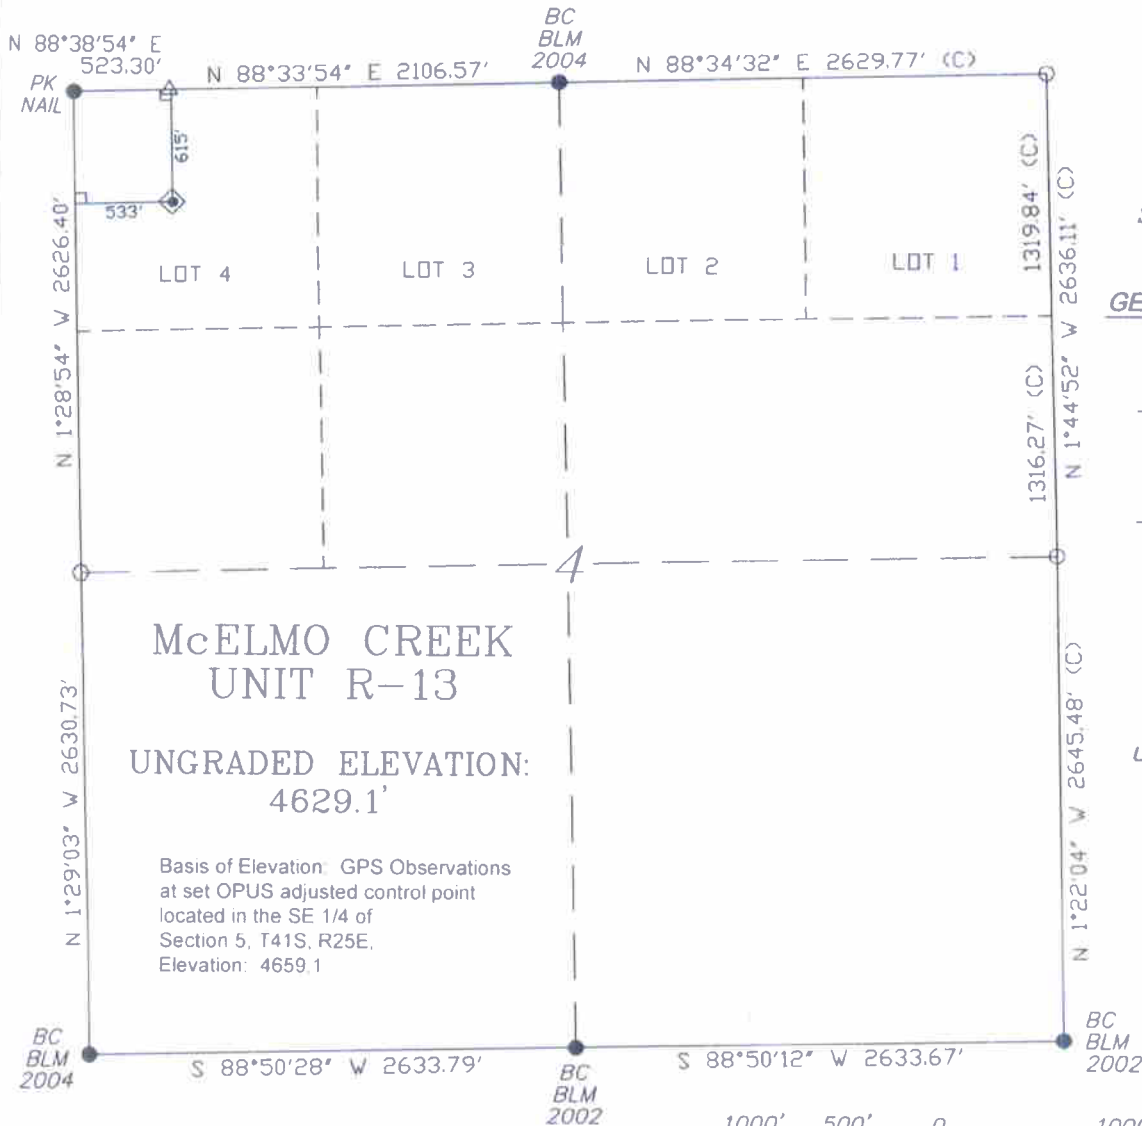 BC
BLM
2004
N 88°38'54" E
523.30'
N 88°33'54" E 2106.57'
N 88°34'32" E 2629.77' (C)
PK
NAIL
615'
533'
1319.84' (C)
N 1°44'52" W 2636.11' (C)
N 1°28'54" W 2626.40'
LOT 4
LOT 3
LOT 2
LOT 1
GE
1316.27' (C)
4
McELMO CREEK
UNIT R-13
UNGRADED ELEVATION:
4629.1'
N 1°29'03" W 2630.73'
N 1°22'04" W 2645.48' (C)
Basis of Elevation: GPS Observations
at set OPUS adjusted control point
located in the SE 1/4 of
Section 5, T41S, R25E,
Elevation: 4659.1
BC
BLM
2004
S 88°50'28" W 2633.79'
S 88°50'12" W 2633.67'
BC
BLM
2002
BC
BLM
2002
1000' 500' 0